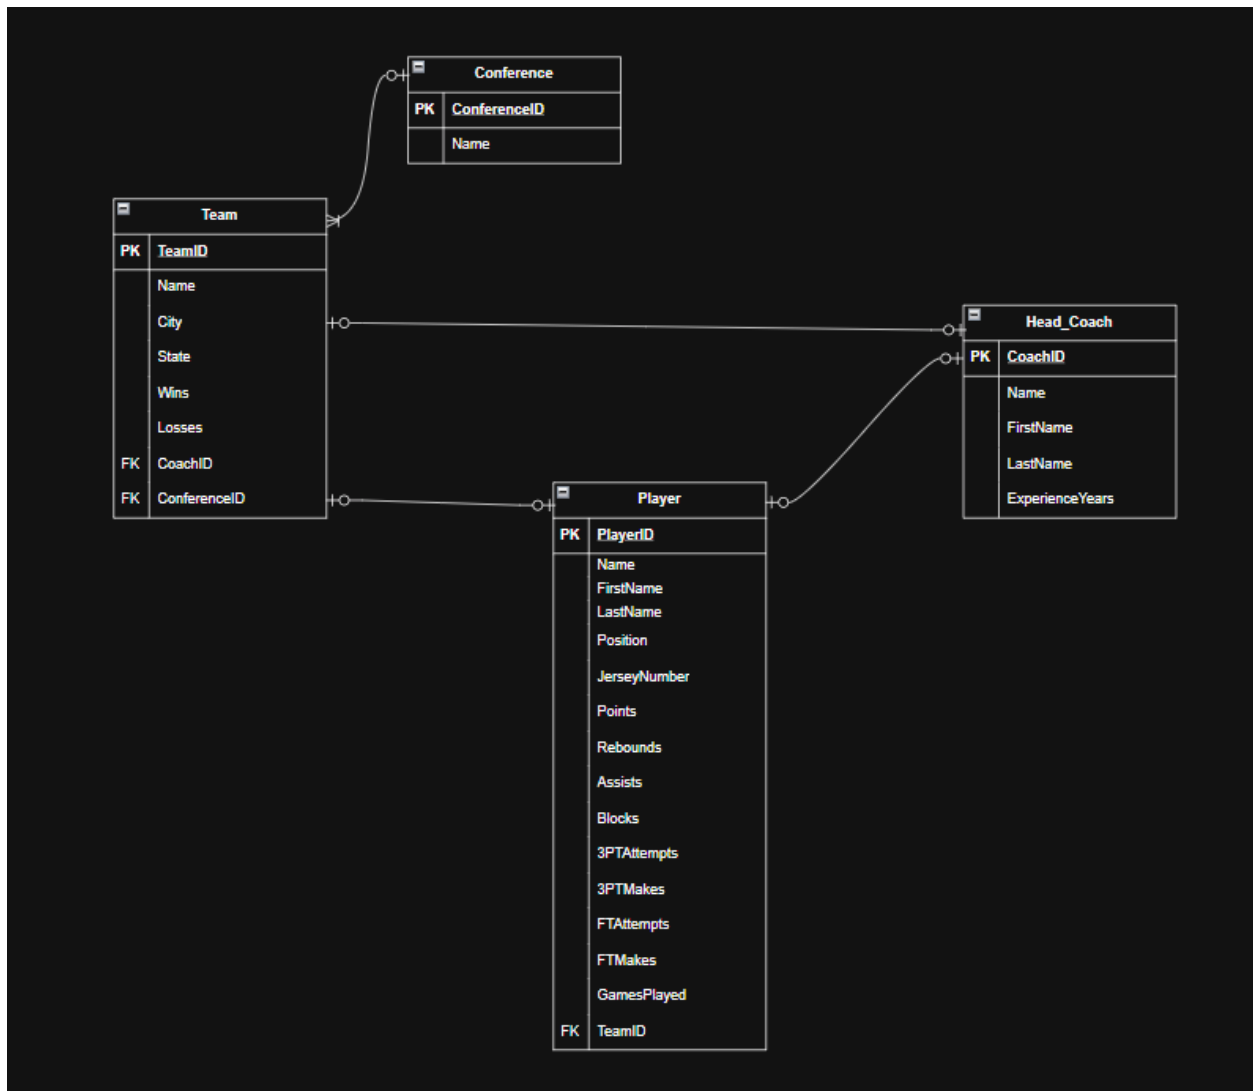 Conference
PK ConferenceID
Name
Team
PK TeamID
Name
City
State
Wins
Losses
FK CoachID
FK ConferenceID
Head_Coach
PK CoachID
Name
FirstName
LastName
ExperienceYears
Player
PK PlayerID
Name
FirstName
LastName
Position
JerseyNumber
Points
Rebounds
Assists
Blocks
3PTAttempts
3PTMakes
FTAttempts
FTMakes
GamesPlayed
FK TeamID